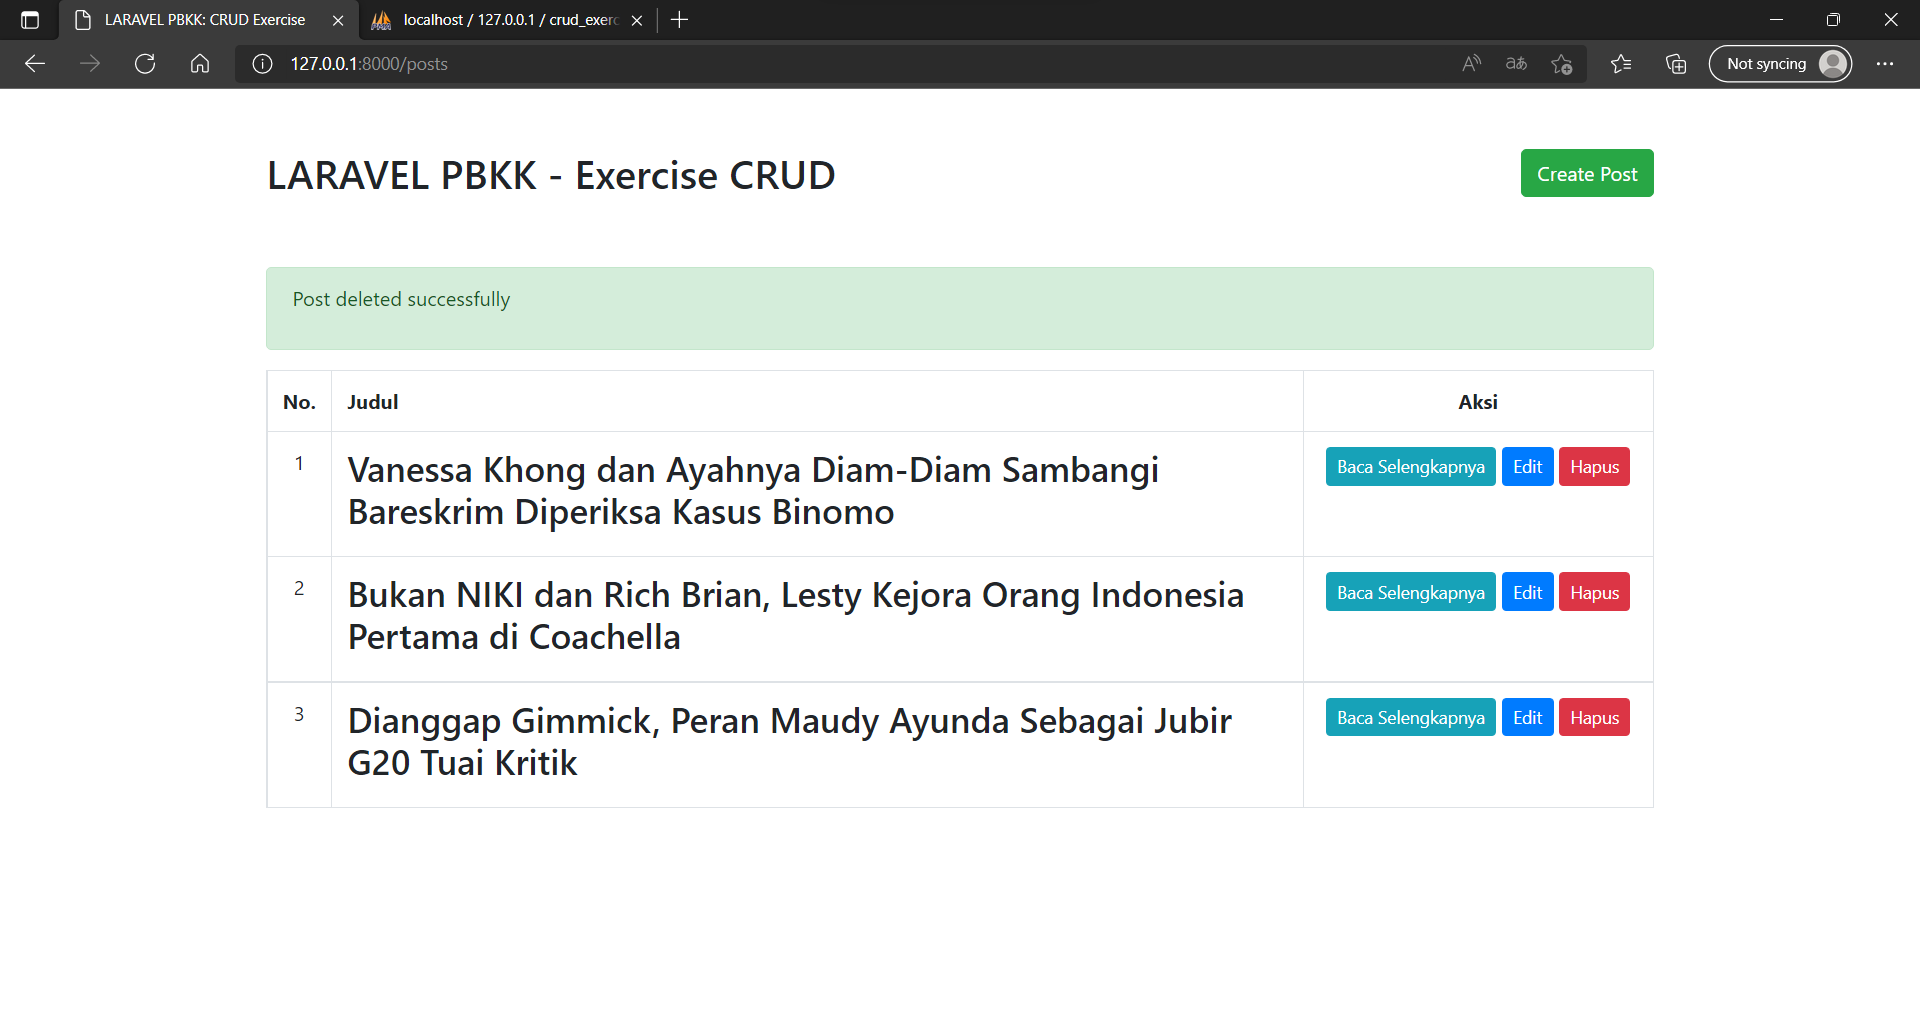 LARAVEL PBKK: CRUD Exercise
localhost / 127.0.0.1 / crud_exerc
127.0.0.1:8000/posts
Not syncing
LARAVEL PBKK - Exercise CRUD
Create Post
Post deleted successfully
No. Judul Aksi
1 Vanessa Khong dan Ayahnya Diam-Diam Sambangi Baca Selengkapnya Edit Hapus
Bareskrim Diperiksa Kasus Binomo
2 Bukan NIKI dan Rich Brian, Lesty Kejora Orang Indonesia Baca Selengkapnya Edit Hapus
Pertama di Coachella
3 Dianggap Gimmick, Peran Maudy Ayunda Sebagai Jubir Baca Selengkapnya Edit Hapus
G20 Tuai Kritik